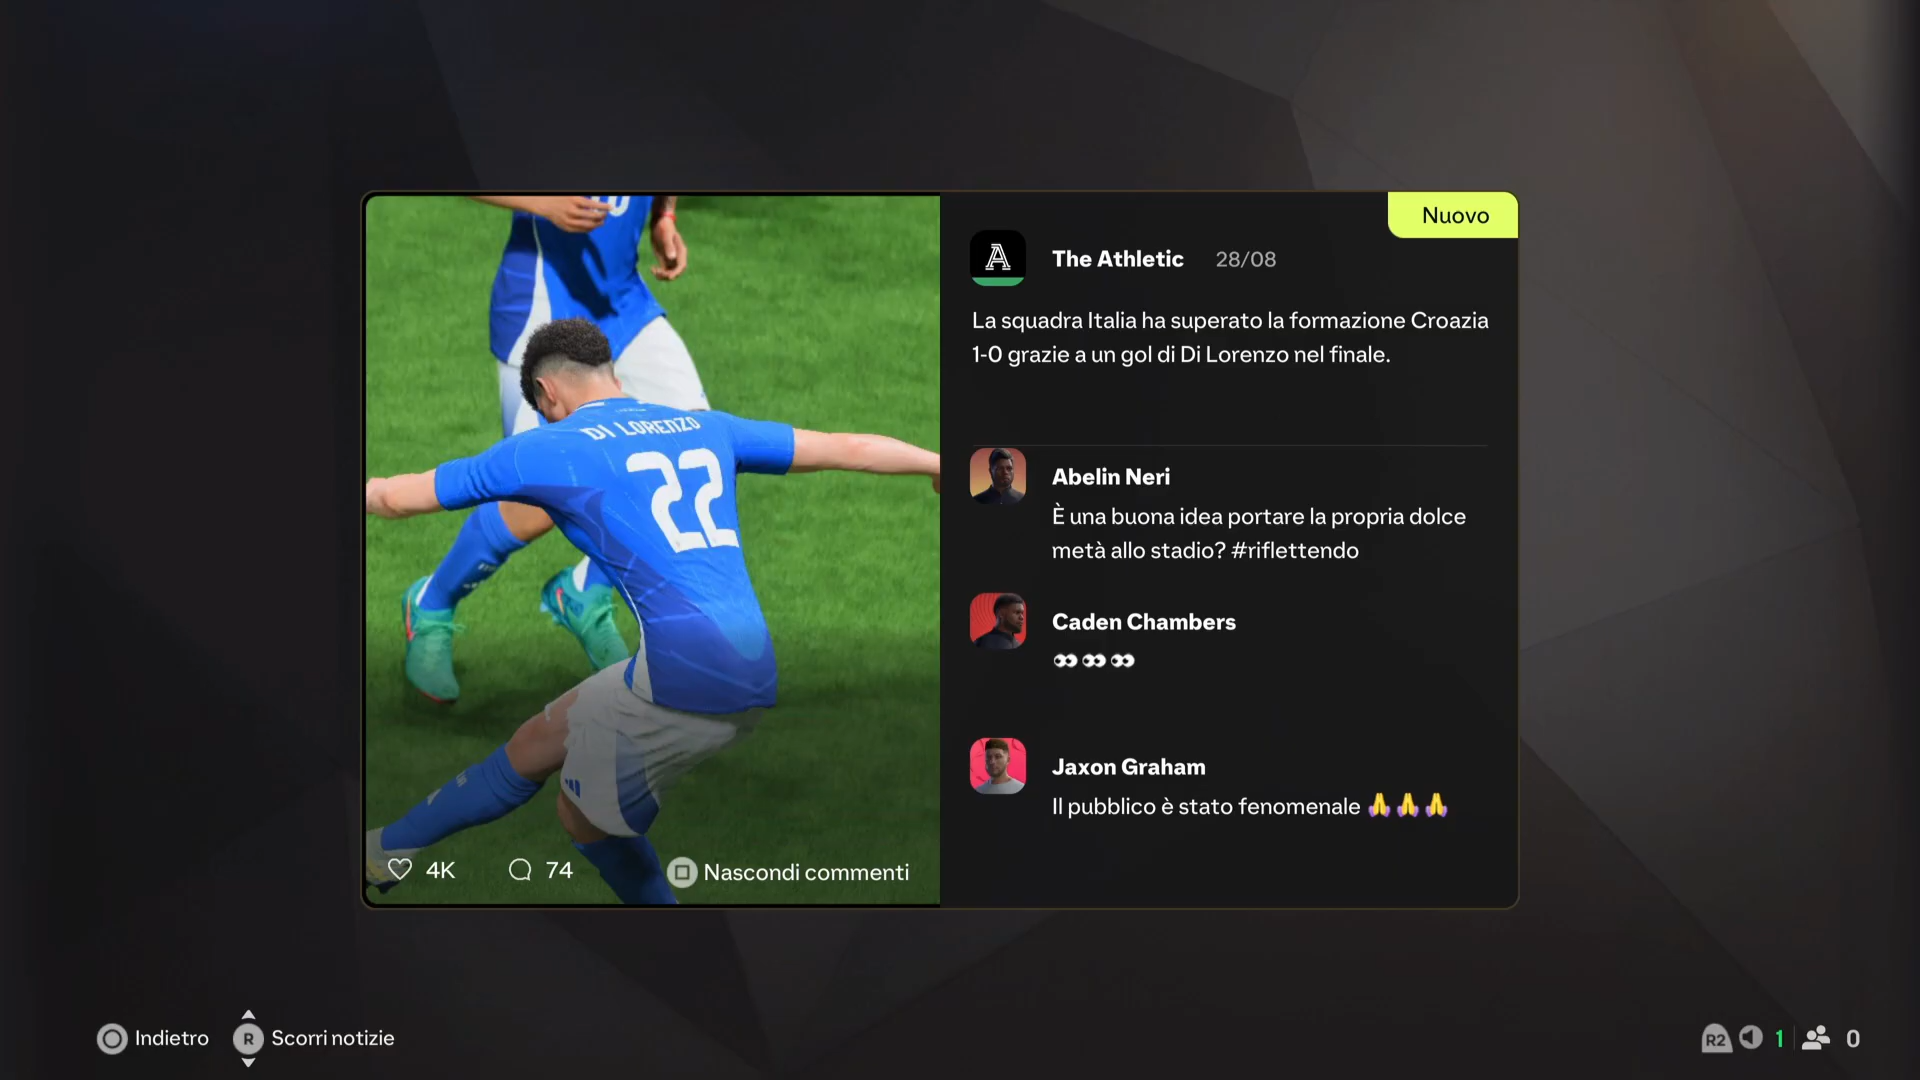 Nuovo
A
The Athletic 28/08
La squadra Italia ha superato la formazione Croazia
1-0 grazie a un gol di Di Lorenzo nel finale.
DI LORENZO
22
Abelin Neri
È una buona idea portare la propria dolce
metà allo stadio? #riflettendo
Caden Chambers
👀👀👀
Jaxon Graham
Il pubblico è stato fenomenale 🙏🙏🙏
4K 74 Nascondi commenti
Indietro R Scorri notizie
R2 1 0